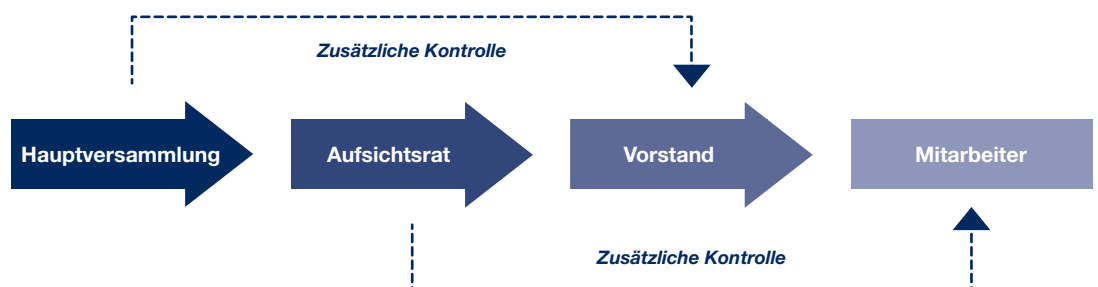 Zusätzliche Kontrolle
Hauptversammlung
Aufsichtsrat
Vorstand
Mitarbeiter
Zusätzliche Kontrolle